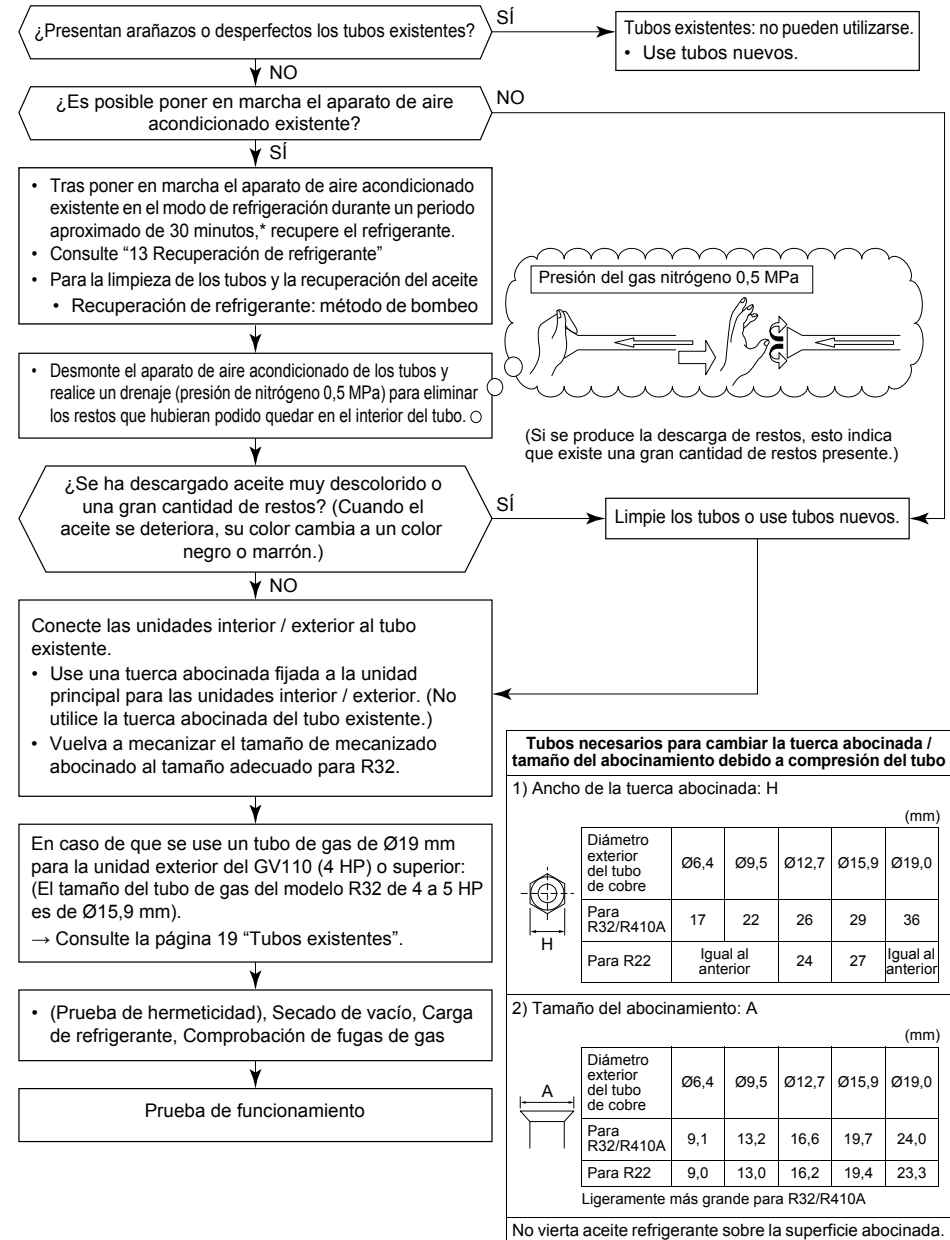 ¿Presentan arañazos o desperfectos los tubos existentes?
SÍ
Tubos existentes: no pueden utilizarse.
• Use tubos nuevos.
NO
¿Es posible poner en marcha el aparato de aire
acondicionado existente?
NO
SÍ
• Tras poner en marcha el aparato de aire acondicionado
existente en el modo de refrigeración durante un periodo
aproximado de 30 minutos,* recupere el refrigerante.
• Consulte “13 Recuperación de refrigerante”
• Para la limpieza de los tubos y la recuperación del aceite
• Recuperación de refrigerante: método de bombeo
Presión del gas nitrógeno 0,5 MPa
• Desmonte el aparato de aire acondicionado de los tubos y
realice un drenaje (presión de nitrógeno 0,5 MPa) para eliminar
los restos que hubieran podido quedar en el interior del tubo.
(Si se produce la descarga de restos, esto indica
que existe una gran cantidad de restos presente.)
¿Se ha descargado aceite muy descolorido o
una gran cantidad de restos? (Cuando el
aceite se deteriora, su color cambia a un color
negro o marrón.)
SÍ
Limpie los tubos o use tubos nuevos.
NO
Conecte las unidades interior / exterior al tubo
existente.
• Use una tuerca abocinada fijada a la unidad
principal para las unidades interior / exterior. (No
utilice la tuerca abocinada del tubo existente.)
• Vuelva a mecanizar el tamaño de mecanizado
abocinado al tamaño adecuado para R32.
En caso de que se use un tubo de gas de Ø19 mm
para la unidad exterior del GV110 (4 HP) o superior:
(El tamaño del tubo de gas del modelo R32 de 4 a 5 HP
es de Ø15,9 mm).
→ Consulte la página 19 “Tubos existentes”.
• (Prueba de hermeticidad), Secado de vacío, Carga
de refrigerante, Comprobación de fugas de gas
Prueba de funcionamiento
Tubos necesarios para cambiar la tuerca abocinada /
tamaño del abocinamiento debido a compresión del tubo
1) Ancho de la tuerca abocinada: H
(mm)
H
Diámetro
exterior
del tubo
de cobre
Ø6,4 Ø9,5 Ø12,7 Ø15,9 Ø19,0
Para
R32/R410A
17 22 26 29 36
Para R22
Igual al
anterior
24 27
Igual al
anterior
2) Tamaño del abocinamiento: A
(mm)
A
Diámetro
exterior
del tubo
de cobre
Ø6,4 Ø9,5 Ø12,7 Ø15,9 Ø19,0
Para
R32/R410A
9,1 13,2 16,6 19,7 24,0
Para R22 9,0 13,0 16,2 19,4 23,3
Ligeramente más grande para R32/R410A
No vierta aceite refrigerante sobre la superficie abocinada.